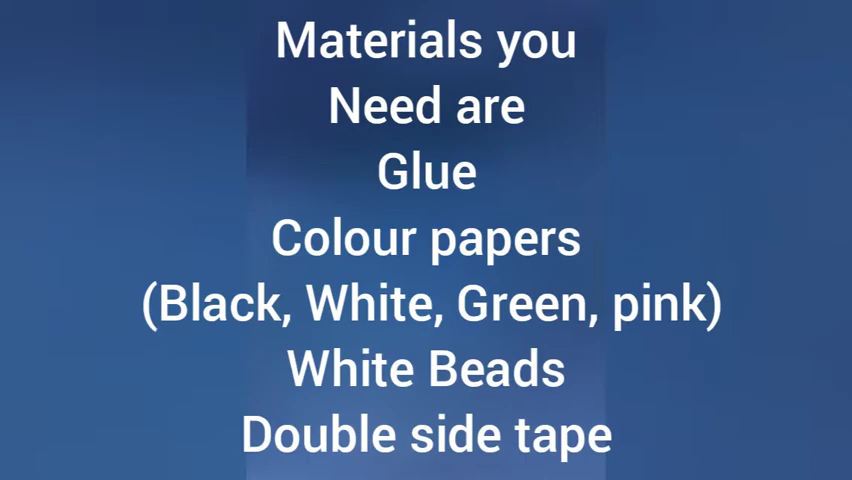 Materials you
Need are
Glue
Colour papers
(Black, White, Green, pink)
White Beads
Double side tape